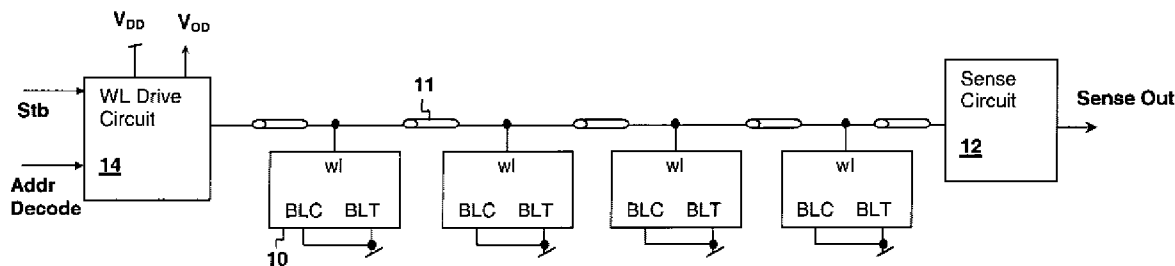 VDD VOD
Stb
WL Drive
Circuit
14
Addr
Decode
11
Sense
Circuit
12
Sense Out
wl wl wl wl
BLC BLT BLC BLT BLC BLT BLC BLT
10